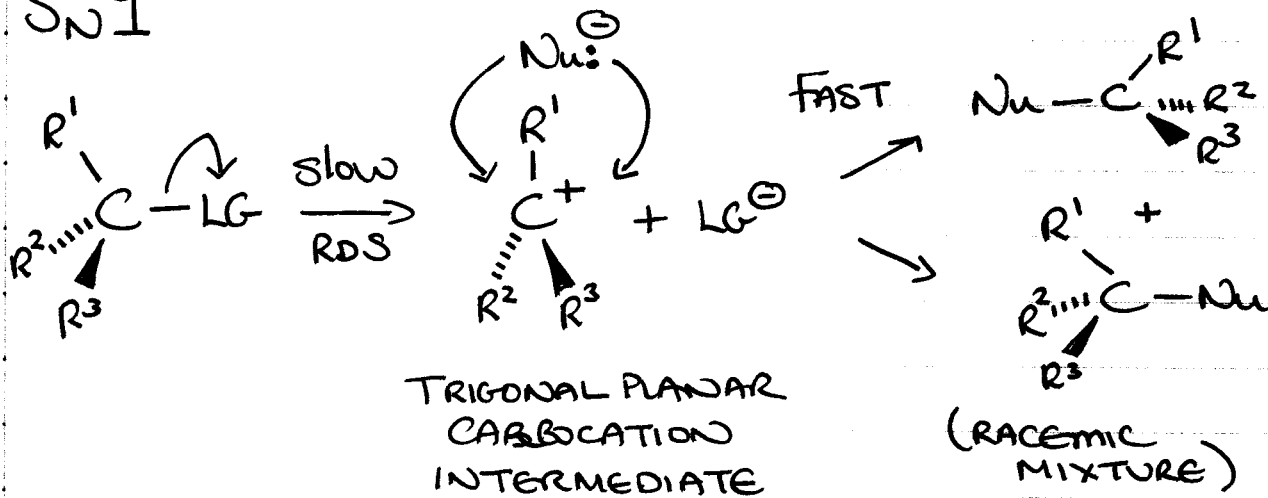 SN1
Nu:⊖
R¹
C—LG
R²
R³
slow
RDS
R¹
C+
R²
R³
+ LG⊖
FAST
Nu—C
R¹
R²
R³
+
R¹
C—Nu
R²
R³
TRIGONAL PLANAR
CARBOCATION
INTERMEDIATE
(RACEMIC
MIXTURE)